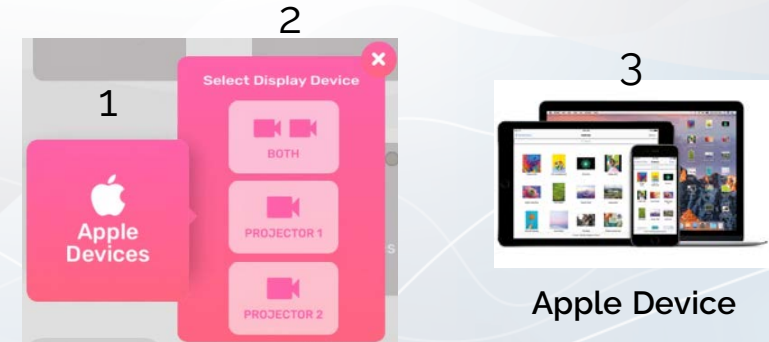 1
2
3
Select Display Device
BOTH
PROJECTOR 1
PROJECTOR 2
Apple
Devices
Apple Device